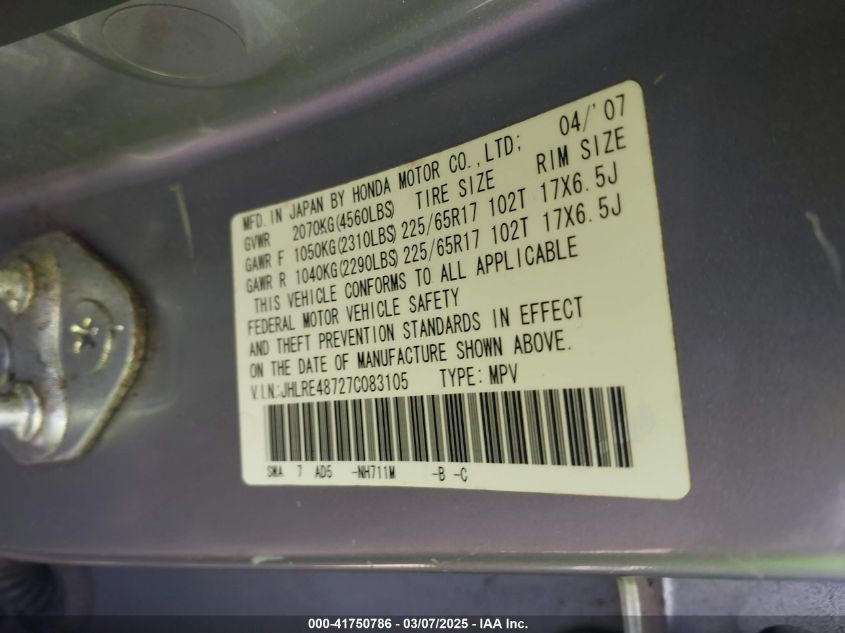 MFD. IN JAPAN BY HONDA MOTOR CO., LTD; 04/'07
GVWR 2070KG(4560LBS) TIRE SIZE RIM SIZE
GAWR F 1050KG(2310LBS) 225/65R17 102T 17X6.5J
GAWR R 1040KG(2290LBS) 225/65R17 102T 17X6.5J
THIS VEHICLE CONFORMS TO ALL APPLICABLE
FEDERAL MOTOR VEHICLE SAFETY
AND THEFT PREVENTION STANDARDS IN EFFECT
ON THE DATE OF MANUFACTURE SHOWN ABOVE.
V.I.N.:JHLRE48727C083105 TYPE: MPV
SWA 7 AD5 -NH711M -B -C
000-41750786 - 03/07/2025 - IAA Inc.